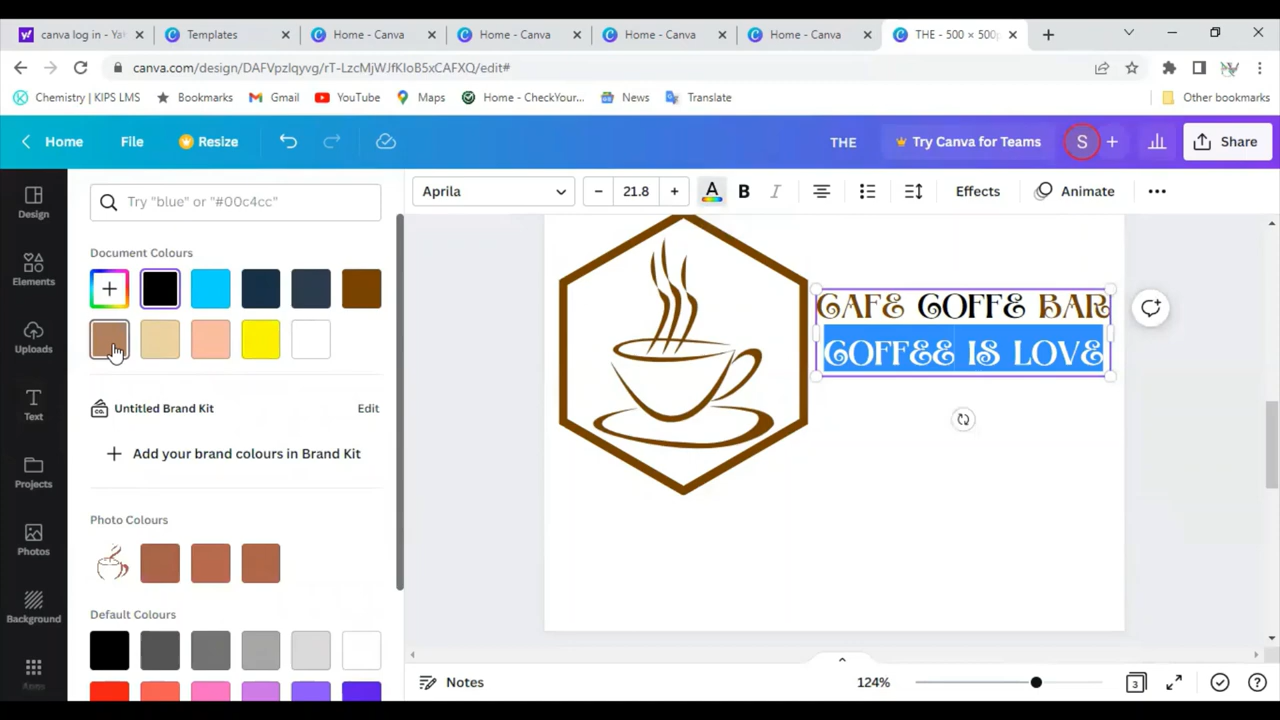 canva log in - Ya
Templates
Home - Canva
Home - Canva
Home - Canva
Home - Canva
THE - 500 × 500p
canva.com/design/DAFVpzIqyvg/rT-LzcMjWJfKIoB5xCAFXQ/edit#
Chemistry | KIPS LMS
Bookmarks
Gmail
YouTube
Maps
Home - CheckYour...
News
Translate
Other bookmarks
Home
File
Resize
THE
Try Canva for Teams
S
Share
Design
Elements
Uploads
Text
Projects
Photos
Background
Apps
Try "blue" or "#00c4cc"
Document Colours
Untitled Brand Kit
Edit
Add your brand colours in Brand Kit
Photo Colours
Default Colours
Aprila
21.8
A
B
I
Effects
Animate
CAFE COFFE BAR
COFFEE IS LOVE
Notes
124%
3